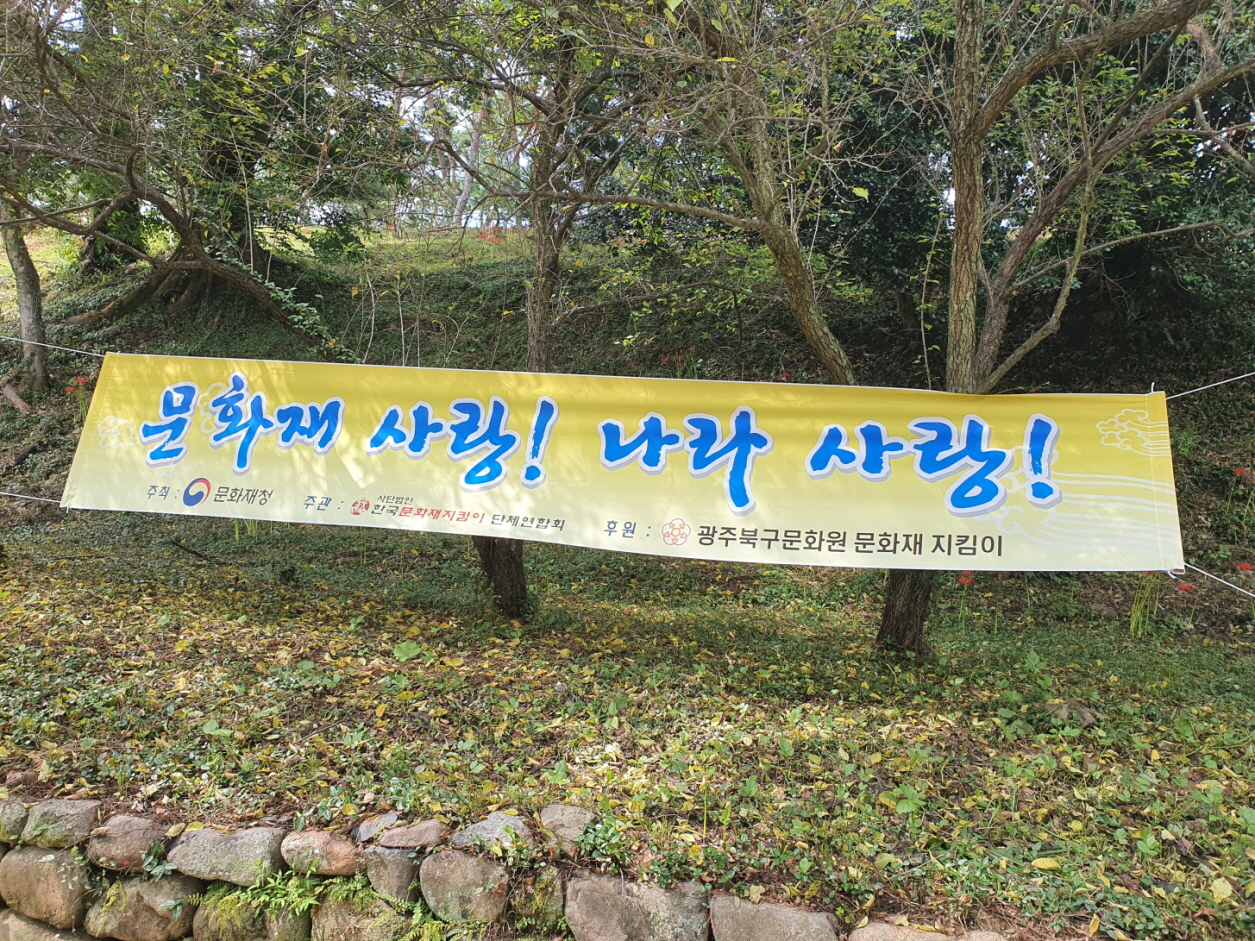 문화재 사랑! 나라 사랑!
주최 : 문화재청 주관 : 사단법인 한국문화재지킴이 단체연합회 후원 : 광주북구문화원 문화재 지킴이